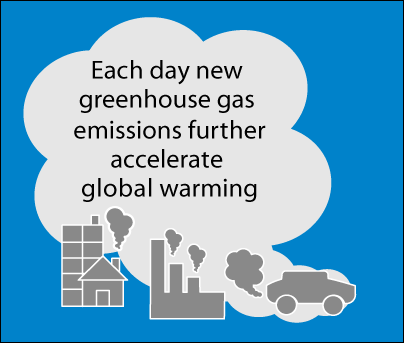 Each day new
greenhouse gas
emissions further
accelerate
global warming